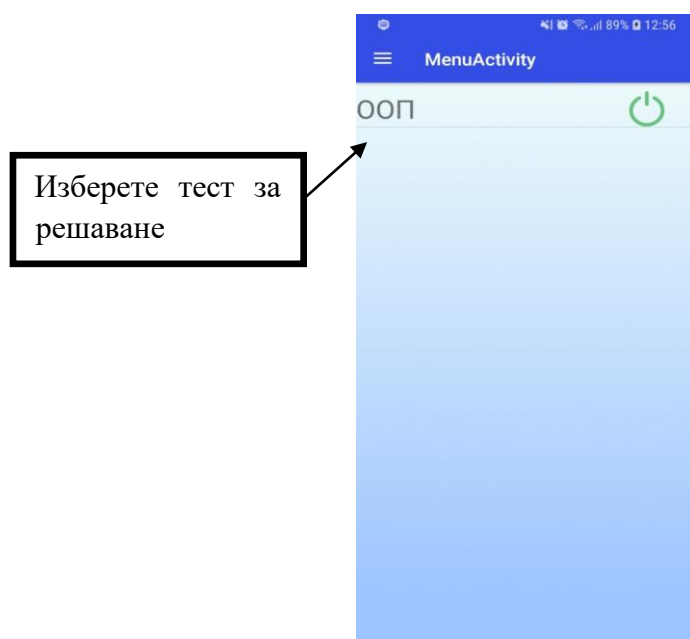 89% 12:56
MenuActivity
ООП
Изберете тест за
решаване